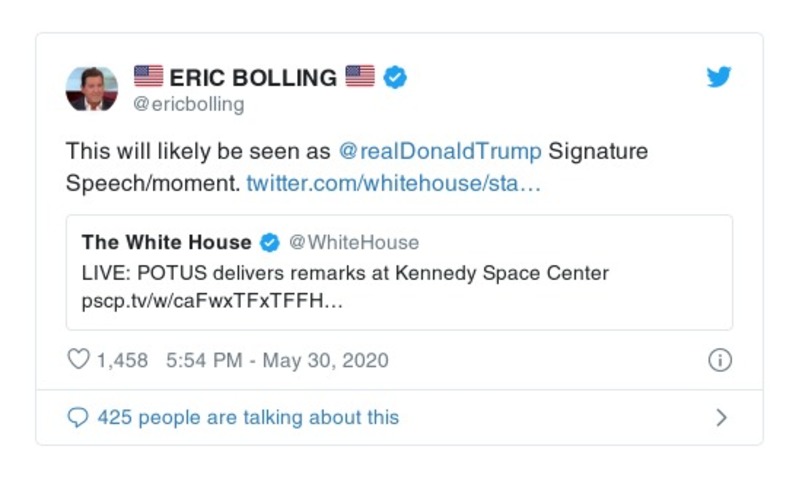 🇺🇸 ERIC BOLLING 🇺🇸
@ericbolling
This will likely be seen as @realDonaldTrump Signature
Speech/moment. twitter.com/whitehouse/sta…
The White House @WhiteHouse
LIVE: POTUS delivers remarks at Kennedy Space Center
pscp.tv/w/caFwxTFxTFFH…
1,458 5:54 PM - May 30, 2020
425 people are talking about this